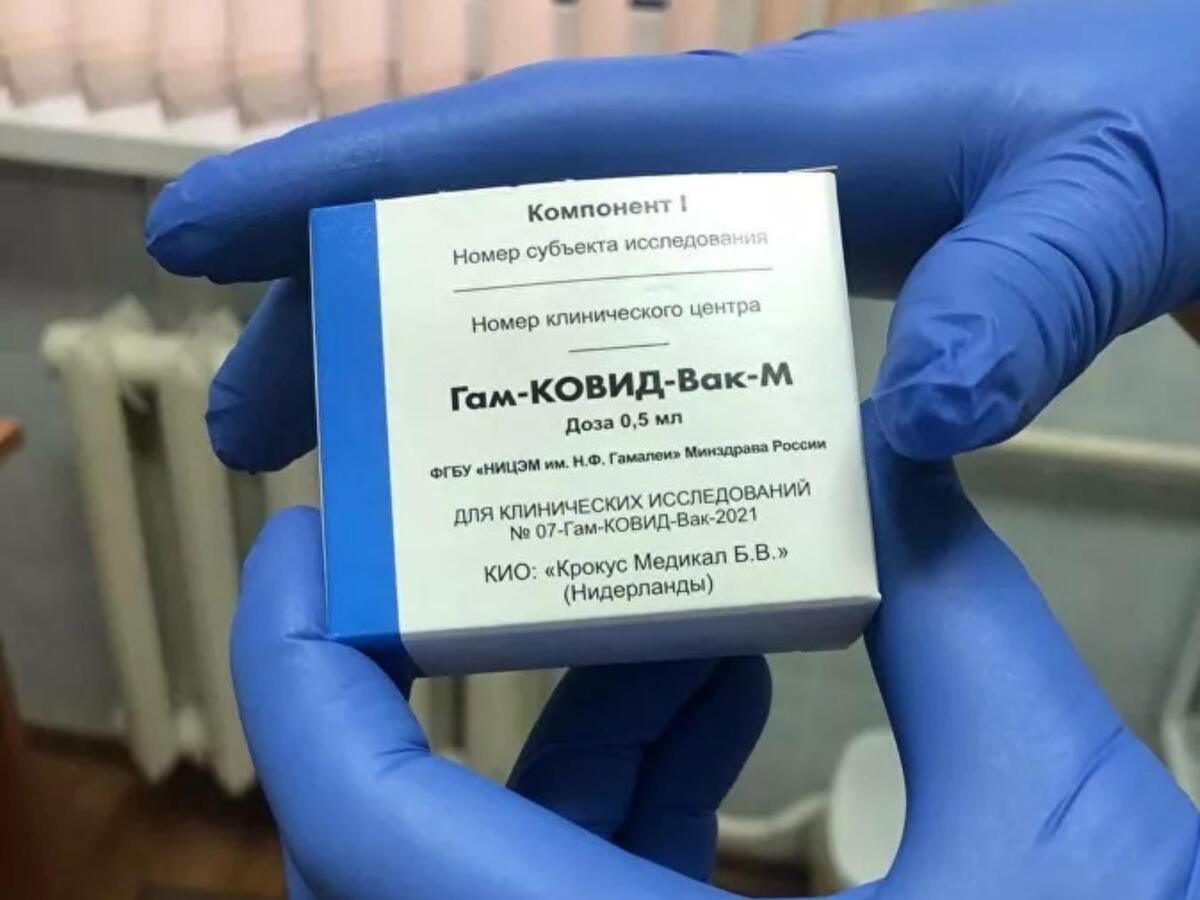 Компонент I
Номер субъекта исследования
Номер клинического центра
Гам-КОВИД-Вак-М
Доза 0,5 мл
ФГБУ «НИЦЭМ им. Н.Ф. Гамалеи» Минздрава России
ДЛЯ КЛИНИЧЕСКИХ ИССЛЕДОВАНИЙ
№ 07-Гам-КОВИД-Вак-2021
КИО: «Крокус Медикал Б.В.»
(Нидерланды)